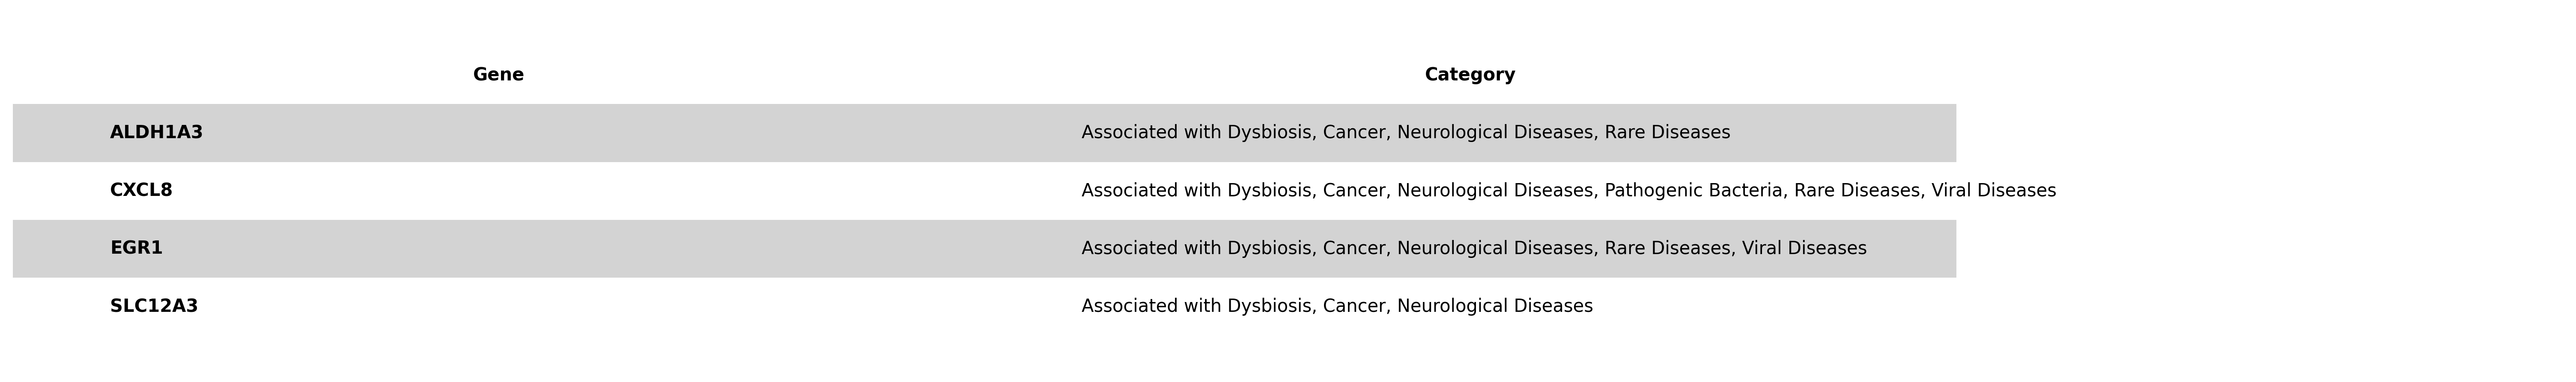 Gene Category
ALDH1A3 Associated with Dysbiosis, Cancer, Neurological Diseases, Rare Diseases
CXCL8 Associated with Dysbiosis, Cancer, Neurological Diseases, Pathogenic Bacteria, Rare Diseases, Viral Diseases
EGR1 Associated with Dysbiosis, Cancer, Neurological Diseases, Rare Diseases, Viral Diseases
SLC12A3 Associated with Dysbiosis, Cancer, Neurological Diseases